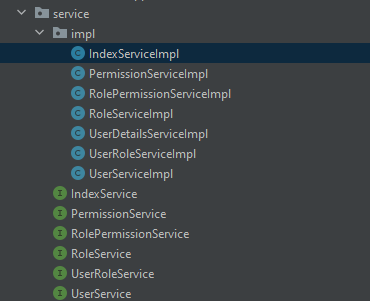 service
impl
IndexServiceImpl
PermissionServiceImpl
RolePermissionServiceImpl
RoleServiceImpl
UserDetailsServiceImpl
UserRoleServiceImpl
UserServiceImpl
IndexService
PermissionService
RolePermissionService
RoleService
UserRoleService
UserService